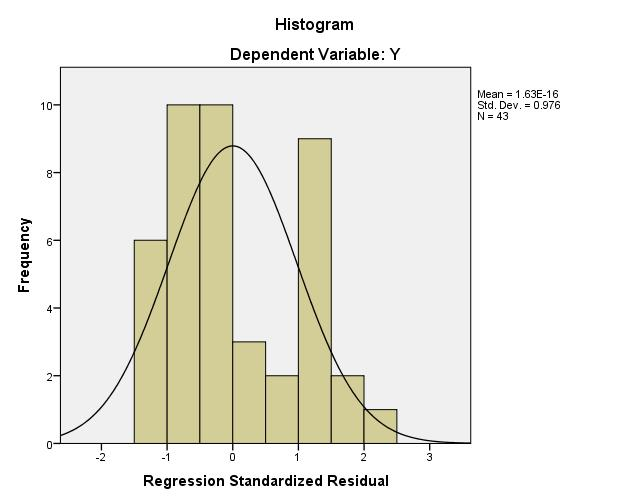 Histogram
Dependent Variable: Y
Mean = 1.63E-16
Std. Dev. = 0.976
N = 43
Frequency
10
8
6
4
2
0
-2 -1 0 1 2 3
Regression Standardized Residual